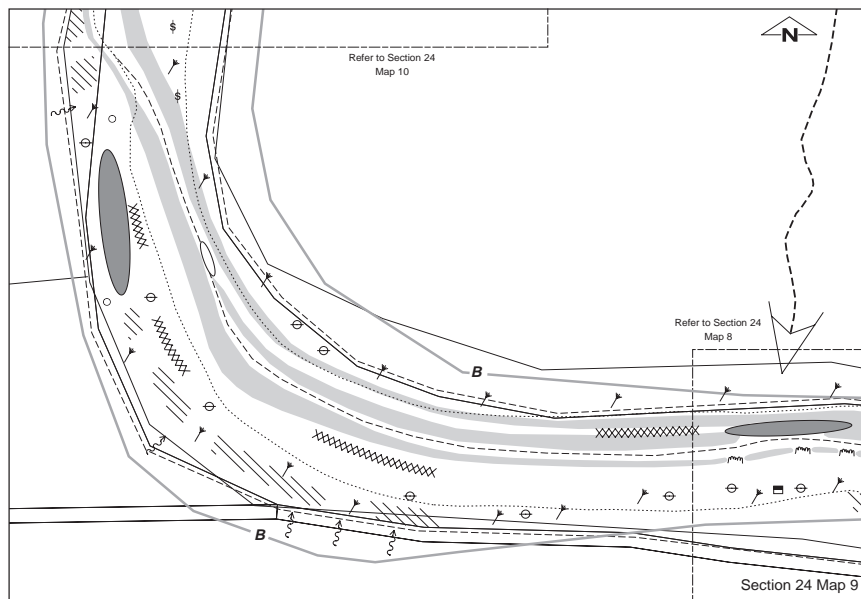 $
Refer to Section 24
Map 10
N
$
Refer to Section 24
Map 8
B
B
Section 24 Map 9